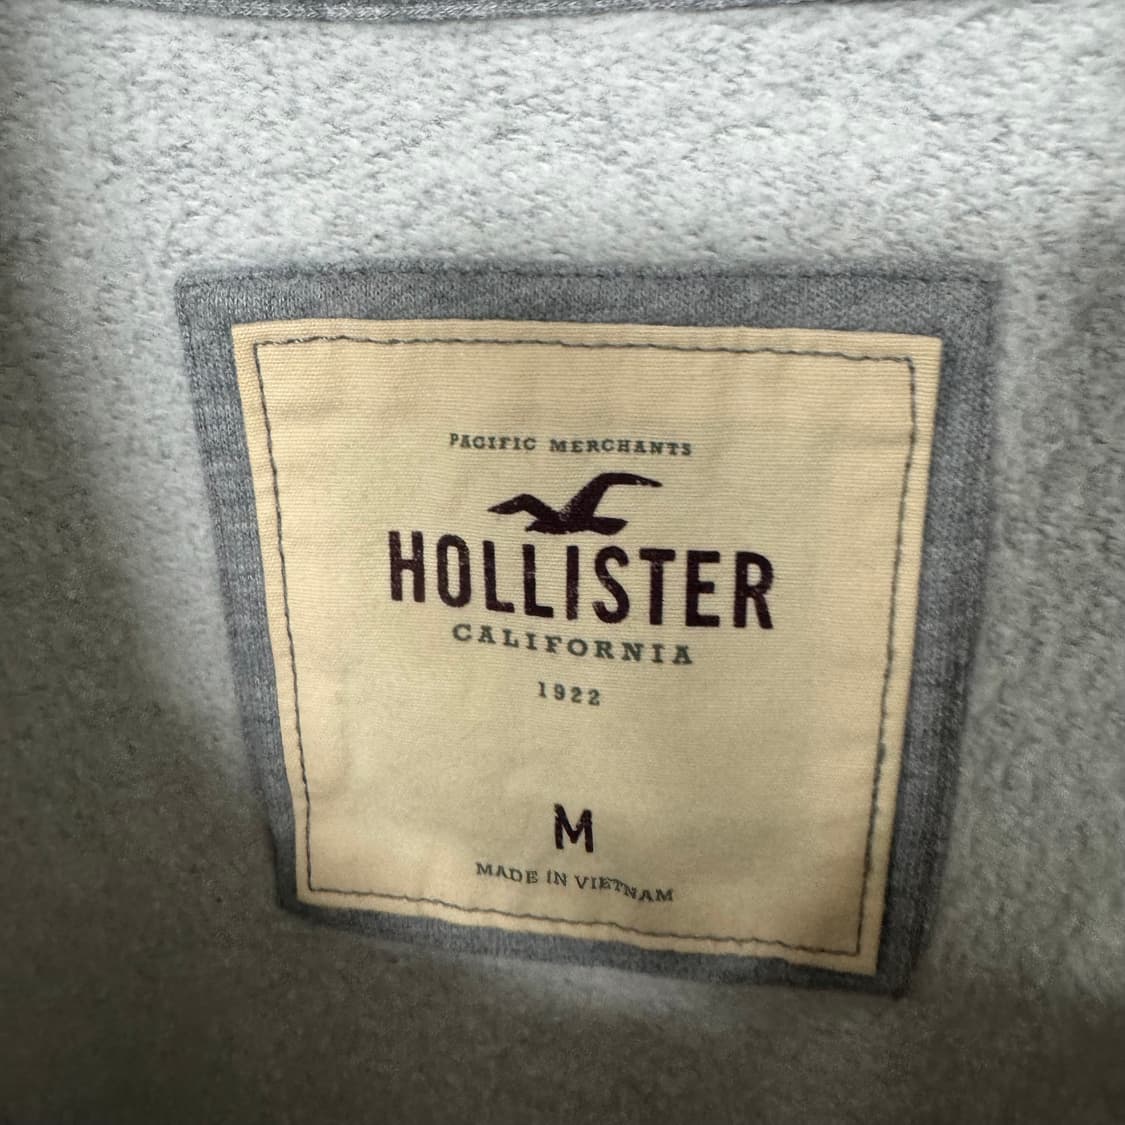 PACIFIC MERCHANTS
HOLLISTER
CALIFORNIA
1922
M
MADE IN VIETNAM